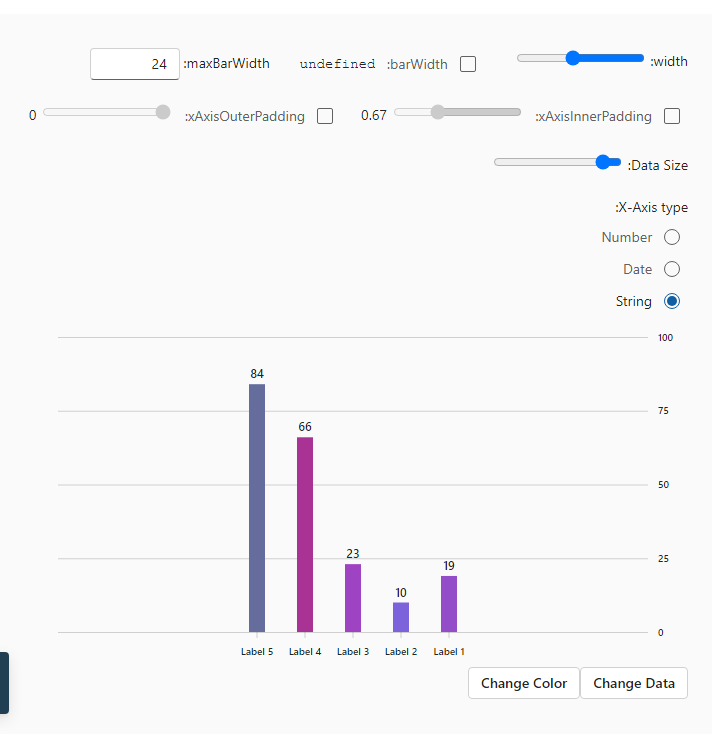 :width
:barWidth undefined
:maxBarWidth 24
:xAxisInnerPadding 0.67
:xAxisOuterPadding 0
:Data Size
:X-Axis type
Number
Date
String
100
75
50
25
0
84
66
23
10
19
Label 5 Label 4 Label 3 Label 2 Label 1
Change Color Change Data